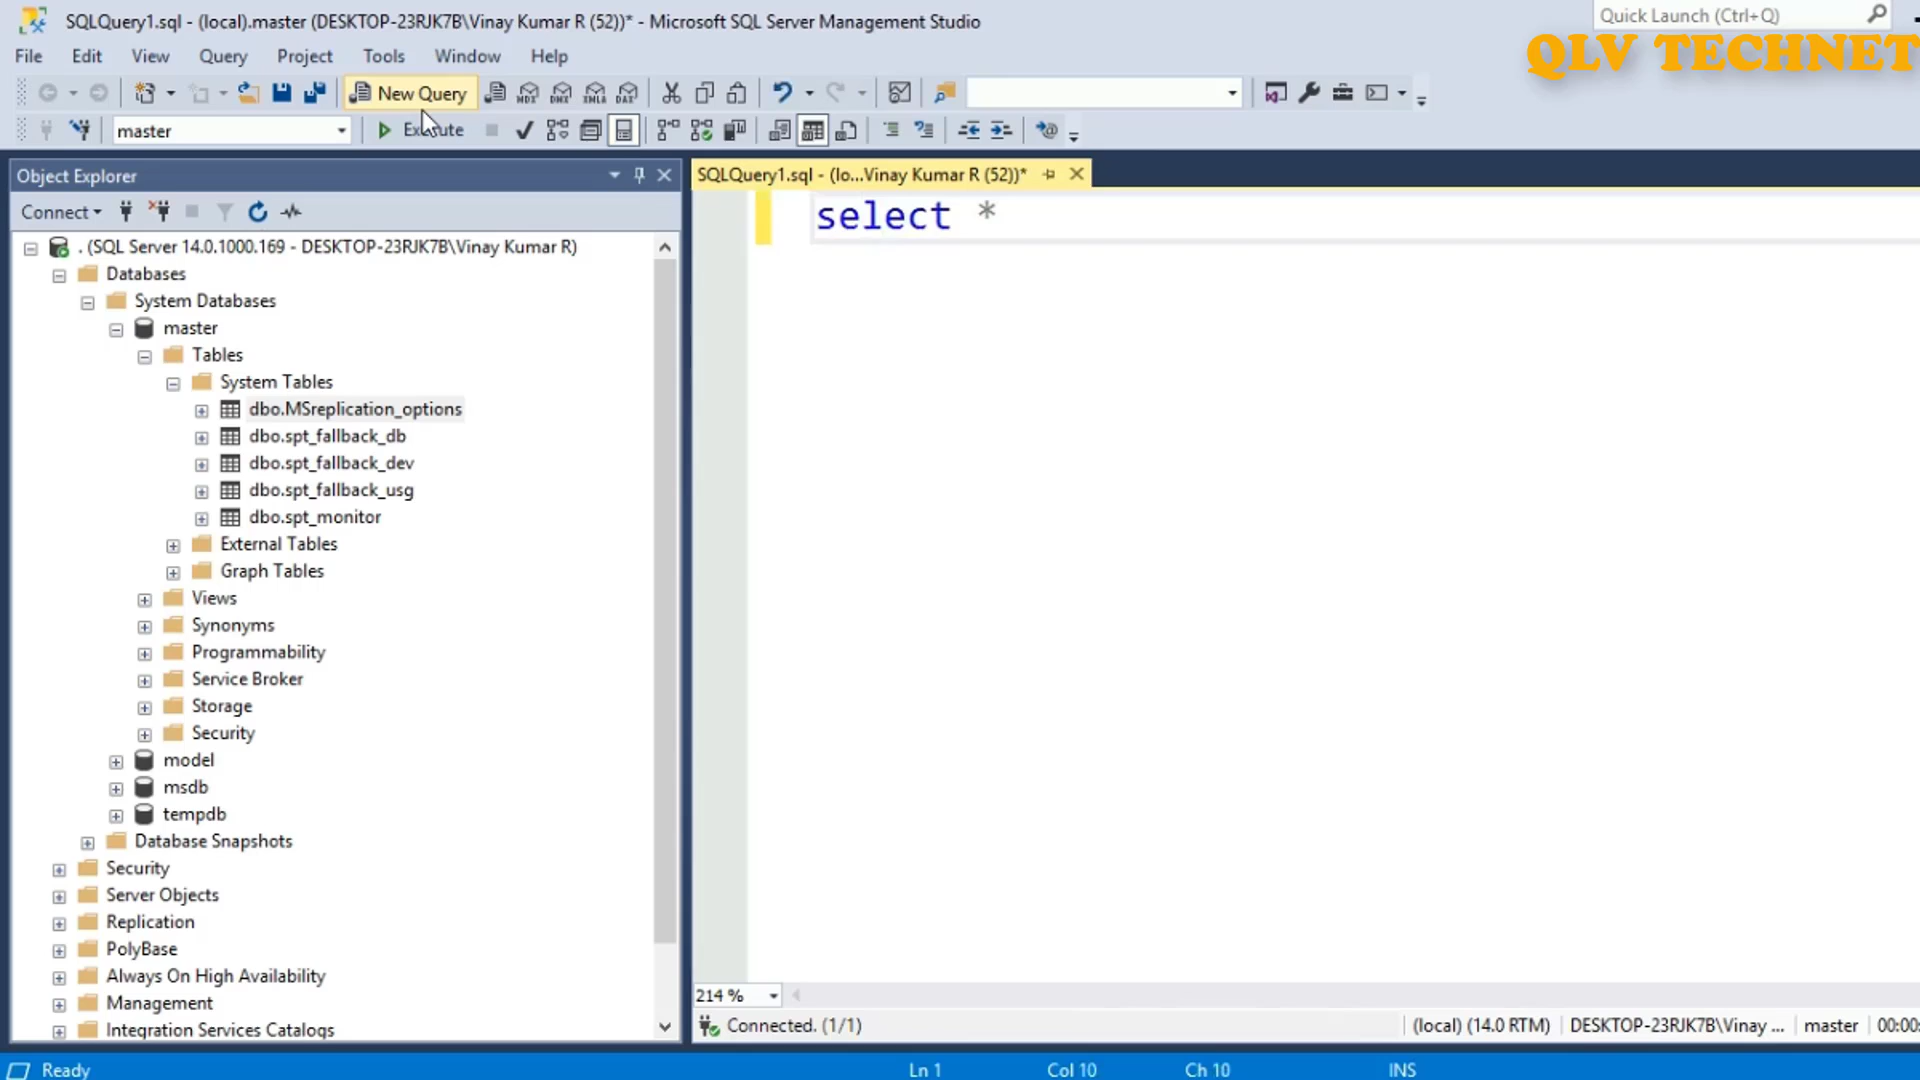 SQLQuery1.sql - (local).master (DESKTOP-23RJK7B\Vinay Kumar R (52))* - Microsoft SQL Server Management Studio
Quick Launch (Ctrl+Q)
QLV TECHNET
File Edit View Query Project Tools Window Help
New Query
MDX DMX XMLA DAX
master
Execute
Object Explorer
SQLQuery1.sql - (lo...Vinay Kumar R (52))*
Connect
select *
. (SQL Server 14.0.1000.169 - DESKTOP-23RJK7B\Vinay Kumar R)
Databases
System Databases
master
Tables
System Tables
dbo.MSreplication_options
dbo.spt_fallback_db
dbo.spt_fallback_dev
dbo.spt_fallback_usg
dbo.spt_monitor
External Tables
Graph Tables
Views
Synonyms
Programmability
Service Broker
Storage
Security
model
msdb
tempdb
Database Snapshots
Security
Server Objects
Replication
PolyBase
Always On High Availability
Management
Integration Services Catalogs
214 %
Connected. (1/1)
(local) (14.0 RTM) DESKTOP-23RJK7B\Vinay ... master 00:00:
Ready Ln 1 Col 10 Ch 10 INS